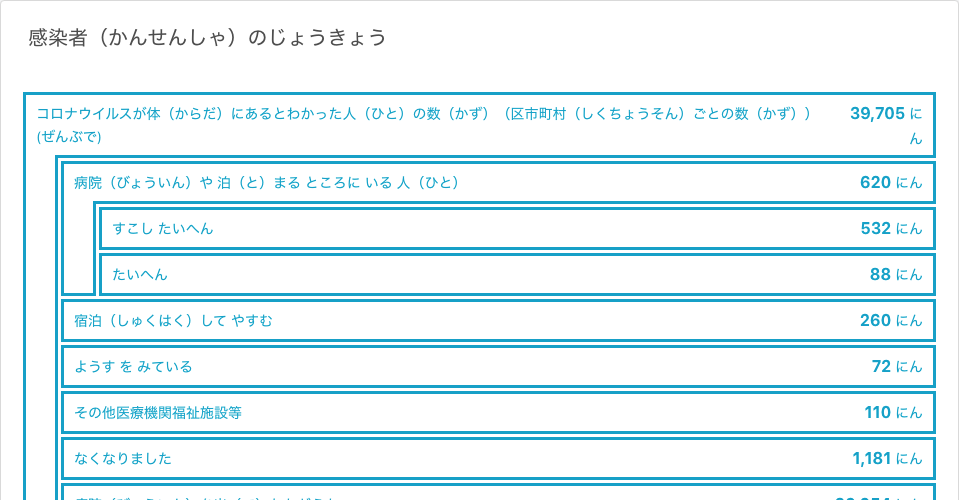 感染者（かんせんしゃ）のじょうきょう
コロナウイルスが体（からだ）にあるとわかった人（ひと）の数（かず）（区市町村（しくちょうそん）ごとの数（かず）） 39,705 に
(ぜんぶで) ん
病院（びょういん）や 泊（と）まる ところに いる 人（ひと） 620 にん
すこし たいへん 532 にん
たいへん 88 にん
宿泊（しゅくはく）して やすむ 260 にん
ようす を みている 72 にん
その他医療機関福祉施設等 110 にん
なくなりました 1,181 にん